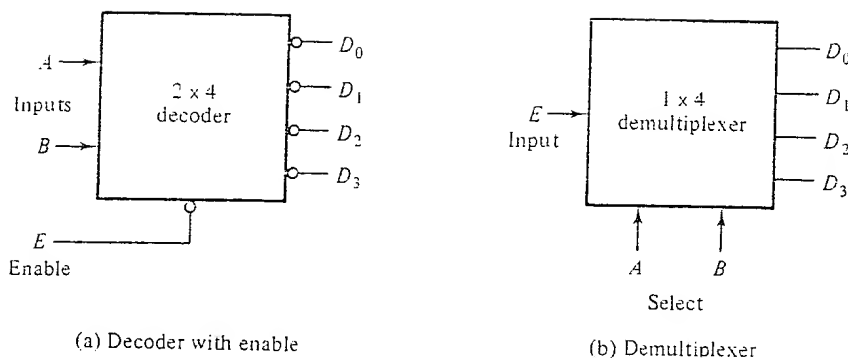 A
Inputs
B
2 x 4
decoder
D0
D1
D2
D3
E
Enable
(a) Decoder with enable
E
Input
1 x 4
demultiplexer
D0
D1
D2
D3
A B
Select
(b) Demultiplexer